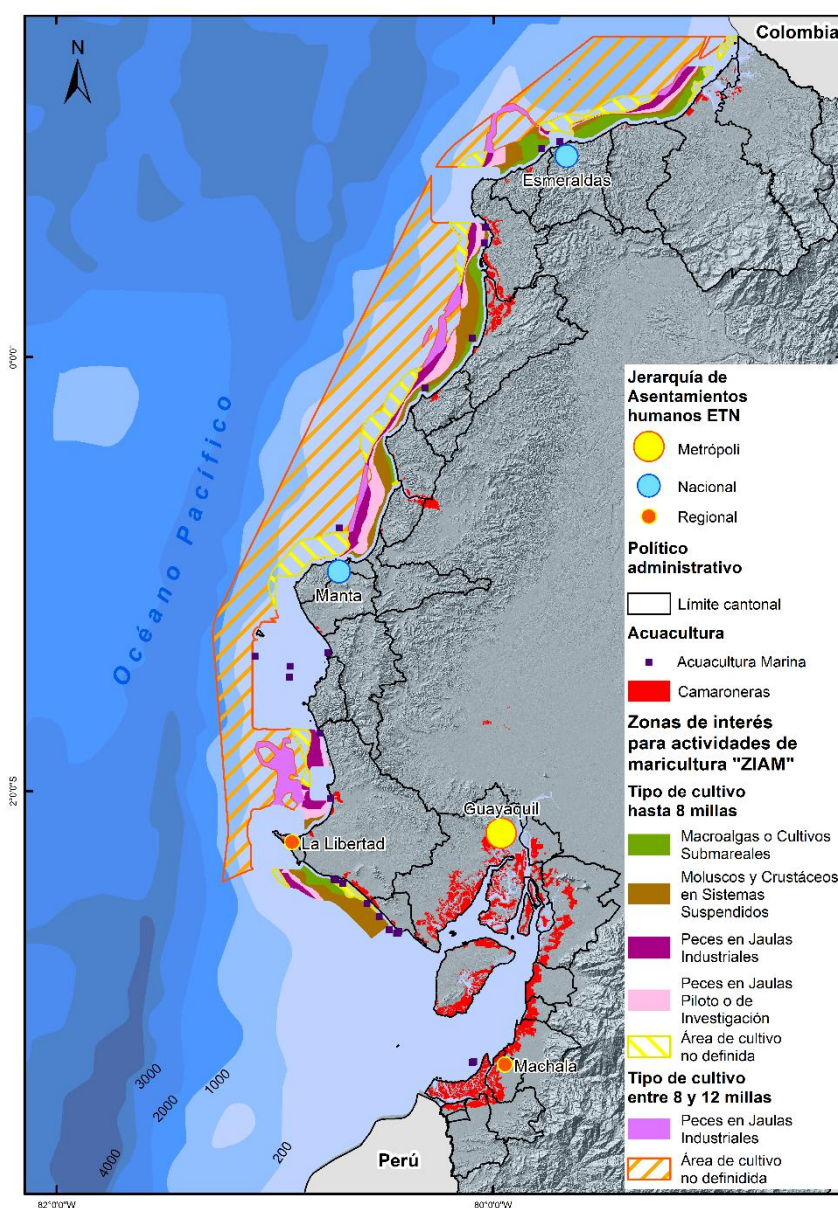 Colombia
N
Esmeraldas
0°0'0"
Océano Pacífico
Manta
2°0'0"S
Guayaquil
La Libertad
Machala
3000
1000
2000
200
4000
Perú
82°0'0"W
80°0'0"W
Jerarquía de
Asentamientos
humanos ETN
Metrópoli
Nacional
Regional
Político
administrativo
Límite cantonal
Acuacultura
Acuacultura Marina
Camaroneras
Zonas de interés
para actividades de
maricultura "ZIAM"
Tipo de cultivo
hasta 8 millas
Macroalgas o Cultivos
Submareales
Moluscos y Crustáceos
en Sistemas
Suspendidos
Peces en Jaulas
Industriales
Peces en Jaulas
Piloto o de
Investigación
Área de cultivo
no definida
Tipo de cultivo
entre 8 y 12 millas
Peces en Jaulas
Industriales
Área de cultivo
no definidida